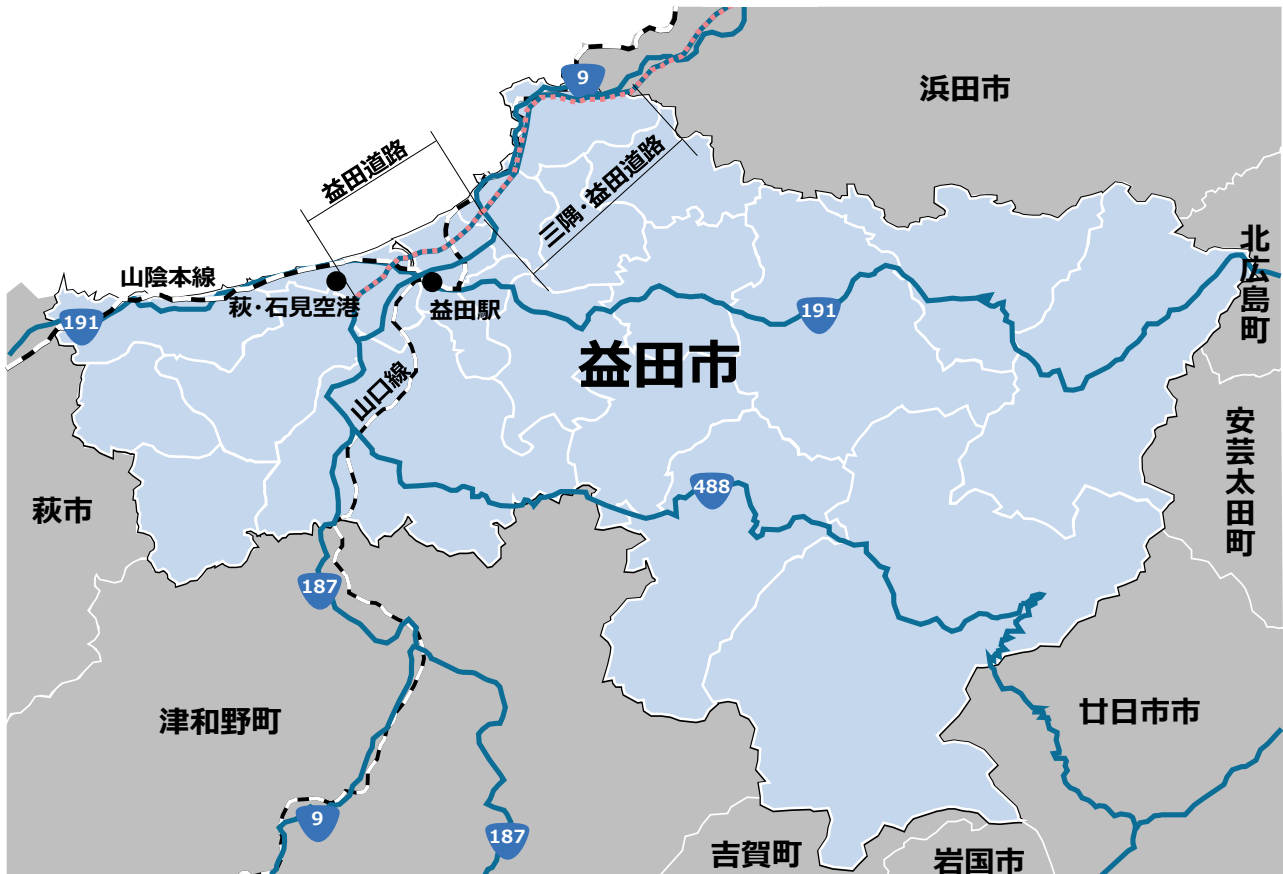 9
浜田市
益田道路
三隅・益田道路
北広島町
山陰本線
萩・石見空港
益田駅
191
191
益田市
山口線
安芸太田町
488
萩市
187
津和野町
廿日市市
9
187
吉賀町
岩国市